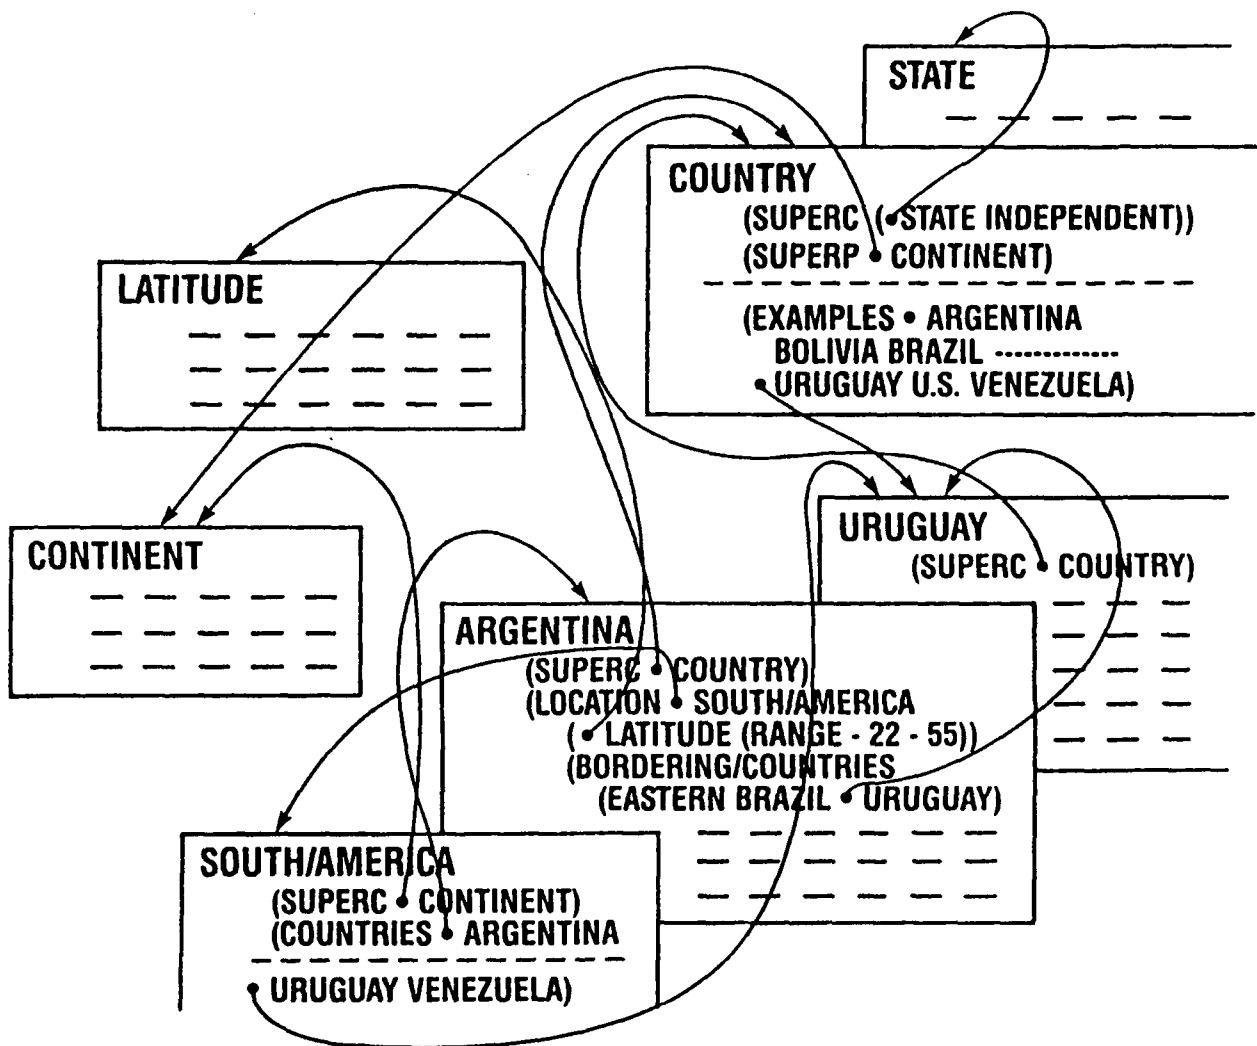 STATE
COUNTRY
(SUPERC (•STATE INDEPENDENT))
(SUPERP • CONTINENT)
(EXAMPLES • ARGENTINA
BOLIVIA BRAZIL -------------
• URUGUAY U.S. VENEZUELA)
LATITUDE
CONTINENT
URUGUAY
(SUPERC • COUNTRY)
ARGENTINA
(SUPERC • COUNTRY)
(LOCATION • SOUTH/AMERICA
(• LATITUDE (RANGE - 22 - 55))
(BORDERING/COUNTRIES
(EASTERN BRAZIL • URUGUAY)
SOUTH/AMERICA
(SUPERC • CONTINENT)
(COUNTRIES • ARGENTINA
• URUGUAY VENEZUELA)